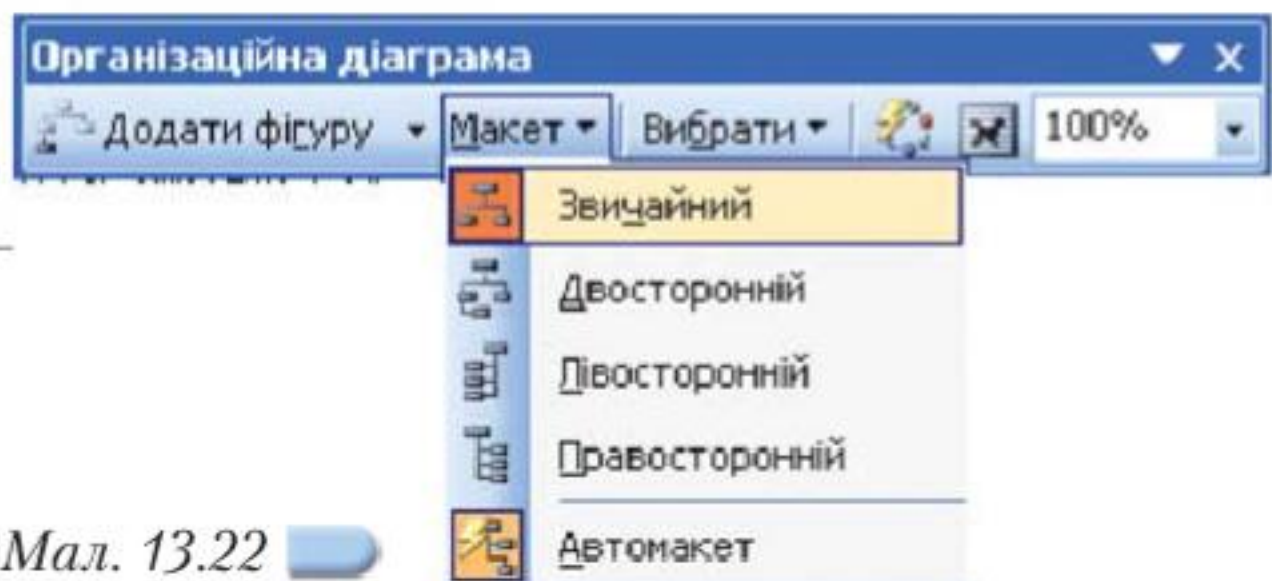 Організаційна діаграма
Додати фігуру Макет Вибрати 100%
Звичайний
Двосторонній
Лівосторонній
Правосторонній
Автомакет
Мал. 13.22